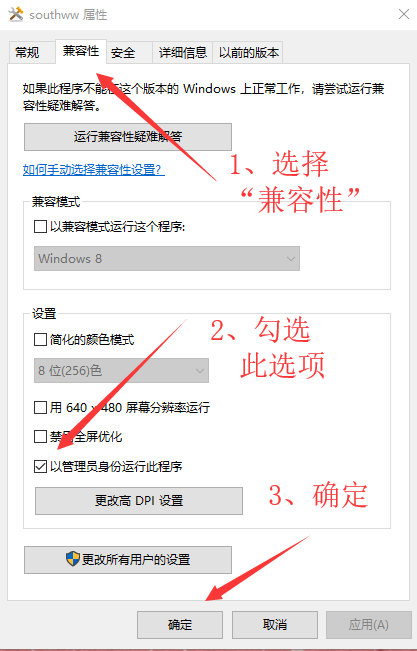 southww 属性
常规
兼容性
安全
详细信息
以前的版本
如果此程序不能在这个版本的 Windows 上正常工作，请尝试运行兼
容性疑难解答。
运行兼容性疑难解答
如何手动选择兼容性设置?
1、选择
“兼容性”
兼容模式
以兼容模式运行这个程序:
Windows 8
设置
简化的颜色模式
2、勾选
此选项
8 位(256)色
用 640 x 480 屏幕分辨率运行
禁用全屏优化
以管理员身份运行此程序
更改高 DPI 设置
3、确定
更改所有用户的设置
确定
取消
应用(A)